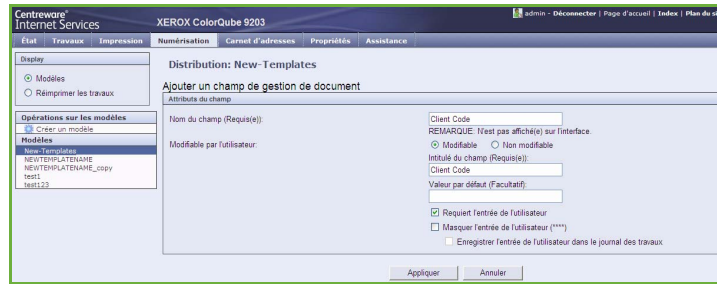 Centreware®
Internet Services
XEROX ColorQube 9203
admin - Déconnecter | Page d'accueil | Index | Plan du si
État Travaux Impression Numérisation Carnet d'adresses Propriétés Assistance
Display
Modèles
Réimprimer les travaux
Opérations sur les modèles
Créer un modèle
Modèles
New-Templates
NEWTEMPLATENAME
NEWTEMPLATENAME_copy
test1
test123
Distribution: New-Templates
Ajouter un champ de gestion de document
Attributs du champ
Nom du champ (Requis(e)):
Client Code
REMARQUE: N'est pas affiché(e) sur l'interface.
Modifiable par l'utilisateur:
Modifiable Non modifiable
Intitulé du champ (Requis(e)):
Client Code
Valeur par défaut (Facultatif):
Requiert l'entrée de l'utilisateur
Masquer l'entrée de l'utilisateur (****)
Enregistrer l'entrée de l'utilisateur dans le journal des travaux
Appliquer Annuler